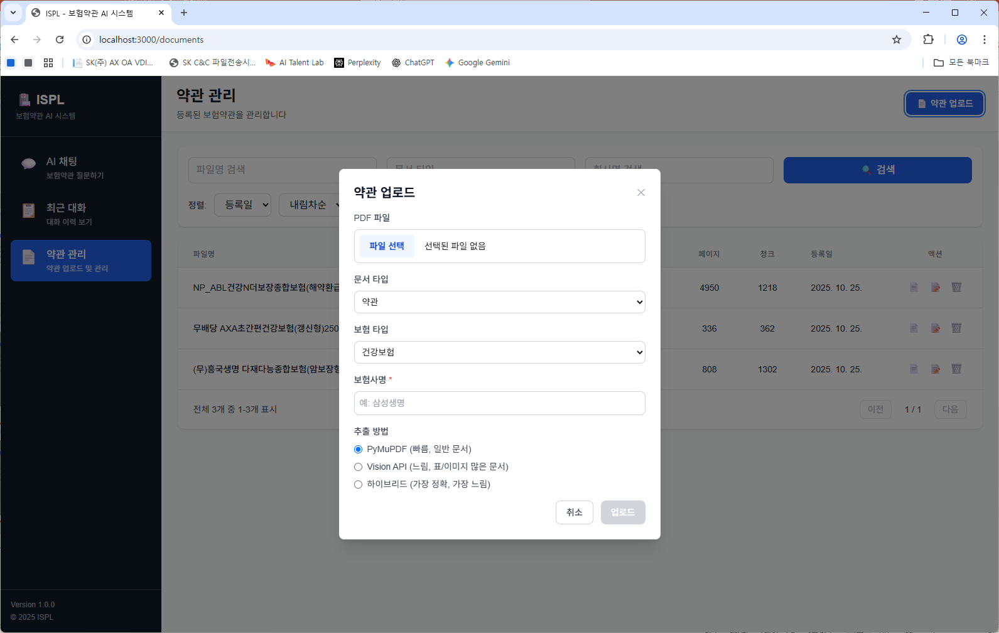 ISPL - 보험약관 AI 시스템
localhost:3000/documents
SK(주) AX OA VDI...
SK C&C 파일전송시...
AI Talent Lab
Perplexity
ChatGPT
Google Gemini
모든 북마크
ISPL
보험약관 AI 시스템
AI 채팅
보험약관 질문하기
최근 대화
대화 이력 보기
약관 관리
약관 업로드 및 관리
Version 1.0.0
© 2025 ISPL
약관 관리
등록된 보험약관을 관리합니다
약관 업로드
파일명 검색
문서 타입
회사명 검색
검색
정렬:
등록일
내림차순
파일명
페이지
청크
등록일
액션
NP_ABL건강N더보장종합보험(해약환급
4950
1218
2025. 10. 25.
무배당 AXA초간편건강보험(갱신형)250
336
362
2025. 10. 25.
(무)흥국생명 다재다능종합보험(암보장형
808
1302
2025. 10. 25.
전체 3개 중 1-3개 표시
이전
1 / 1
다음
약관 업로드
PDF 파일
파일 선택
선택된 파일 없음
문서 타입
약관
보험 타입
건강보험
보험사명 *
예: 삼성생명
추출 방법
PyMuPDF (빠름, 일반 문서)
Vision API (느림, 표/이미지 많은 문서)
하이브리드 (가장 정확, 가장 느림)
취소
업로드